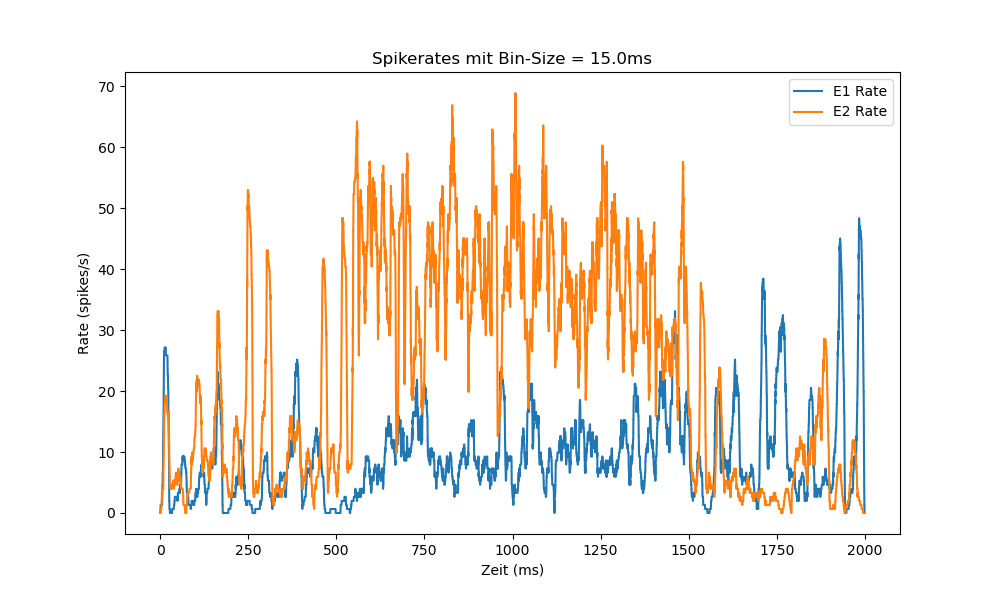 Spikerates mit Bin-Size = 15.0ms
E1 Rate
E2 Rate
Rate (spikes/s)
70
60
50
40
30
20
10
0
0 250 500 750 1000 1250 1500 1750 2000
Zeit (ms)